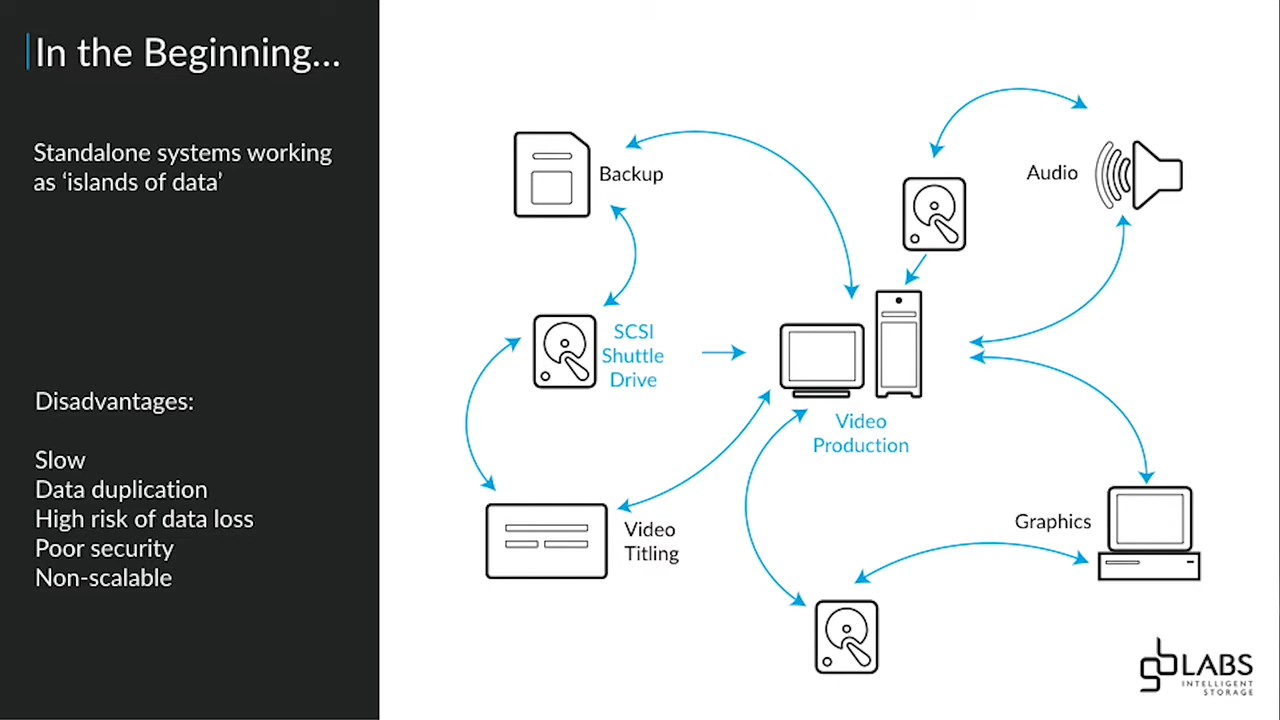 In the Beginning...
Standalone systems working
as ‘islands of data’
Disadvantages:
Slow
Data duplication
High risk of data loss
Poor security
Non-scalable
Backup
Audio
SCSI
Shuttle
Drive
Video
Production
Video
Titling
Graphics
gb LABS
INTELLIGENT
STORAGE